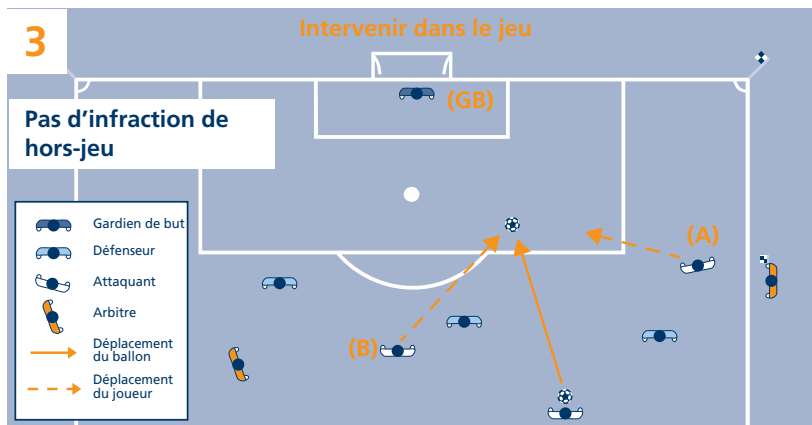 3
Intervenir dans le jeu
(GB)
Pas d’infraction de
hors-jeu
Gardien de but
Défenseur
Attaquant
Arbitre
Déplacement
du ballon
Déplacement
du joueur
(A)
(B)